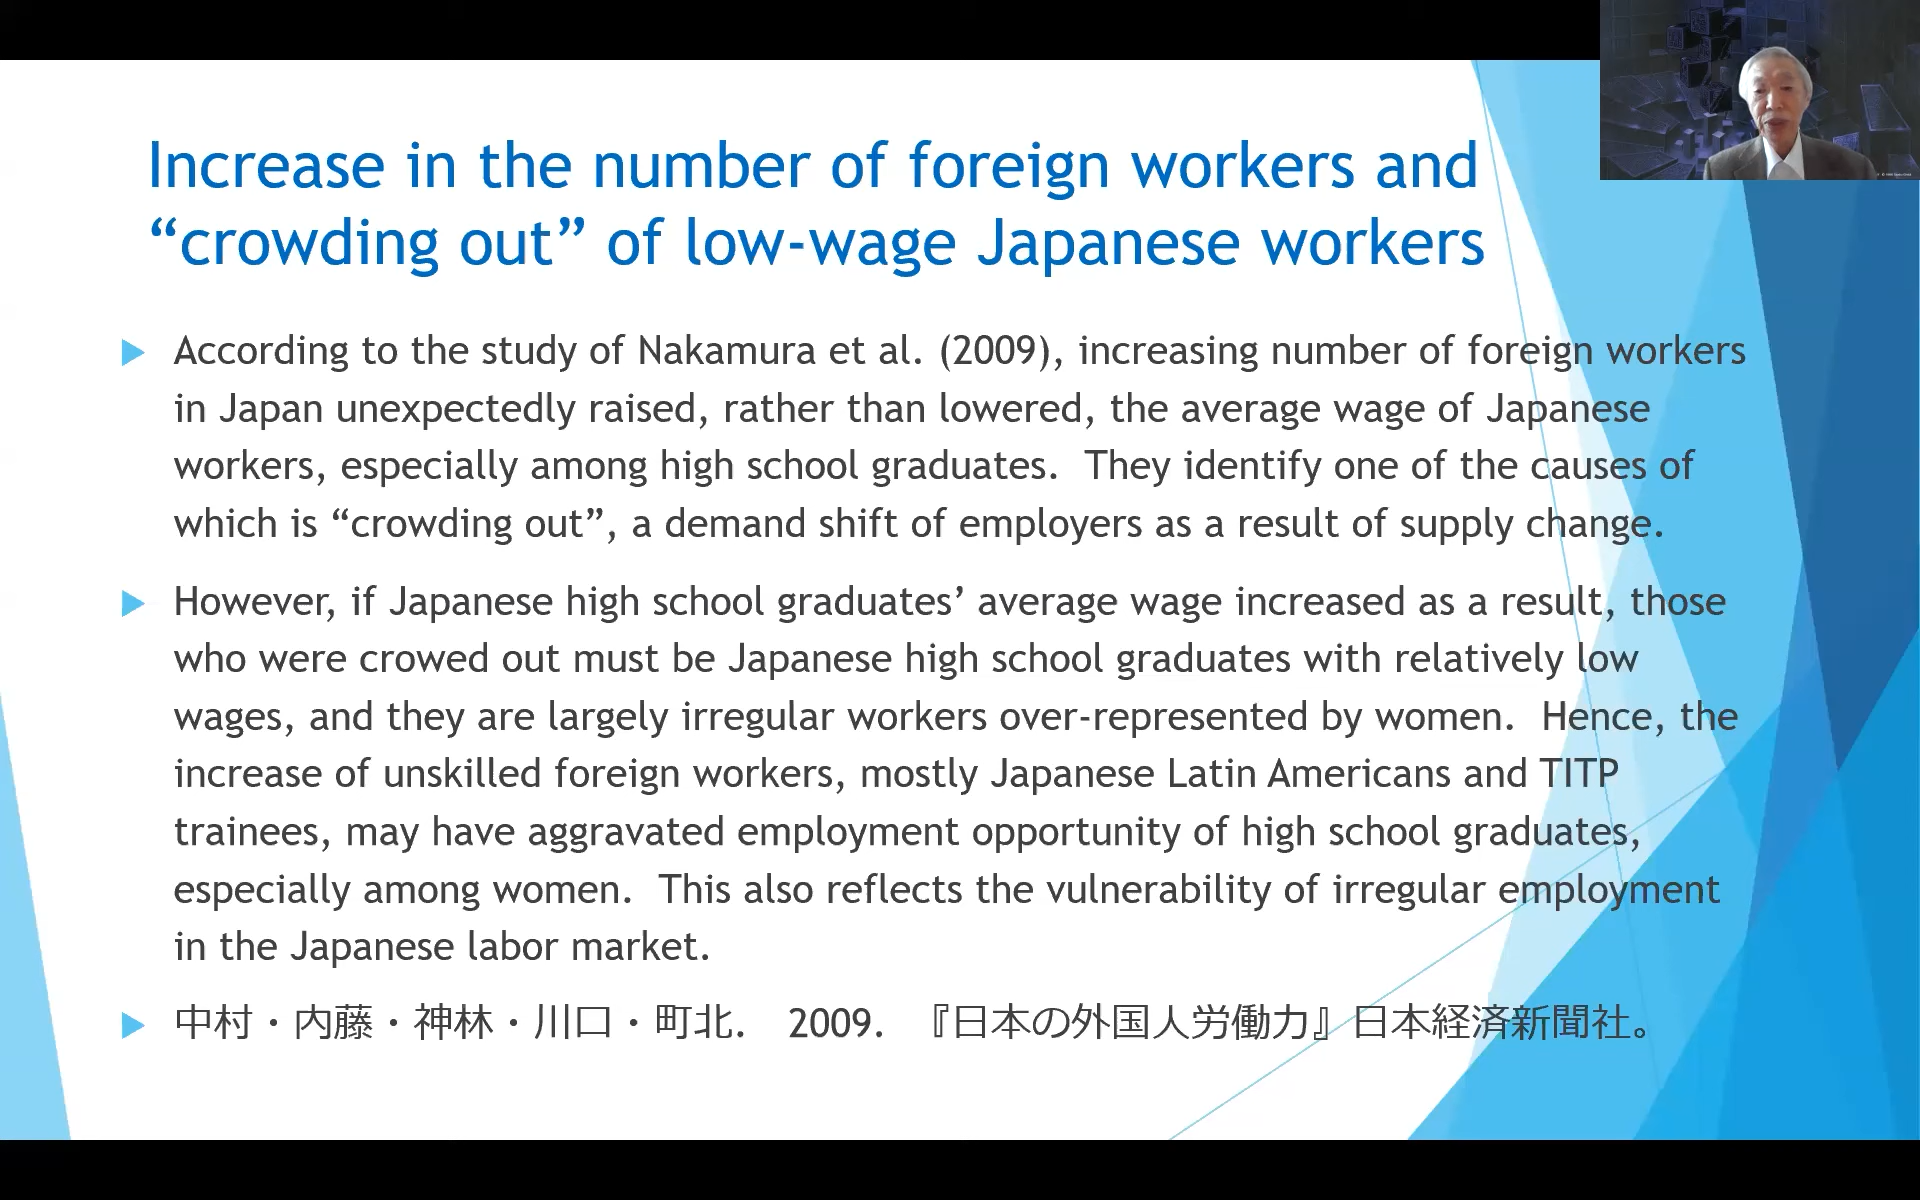 Increase in the number of foreign workers and
“crowding out” of low-wage Japanese workers
According to the study of Nakamura et al. (2009), increasing number of foreign workers
in Japan unexpectedly raised, rather than lowered, the average wage of Japanese
workers, especially among high school graduates.  They identify one of the causes of
which is “crowding out”, a demand shift of employers as a result of supply change.
However, if Japanese high school graduates’ average wage increased as a result, those
who were crowed out must be Japanese high school graduates with relatively low
wages, and they are largely irregular workers over-represented by women.  Hence, the
increase of unskilled foreign workers, mostly Japanese Latin Americans and TITP
trainees, may have aggravated employment opportunity of high school graduates,
especially among women.  This also reflects the vulnerability of irregular employment
in the Japanese labor market.
中村・内藤・神林・川口・町北.　2009.　『日本の外国人労働力』日本経済新聞社。